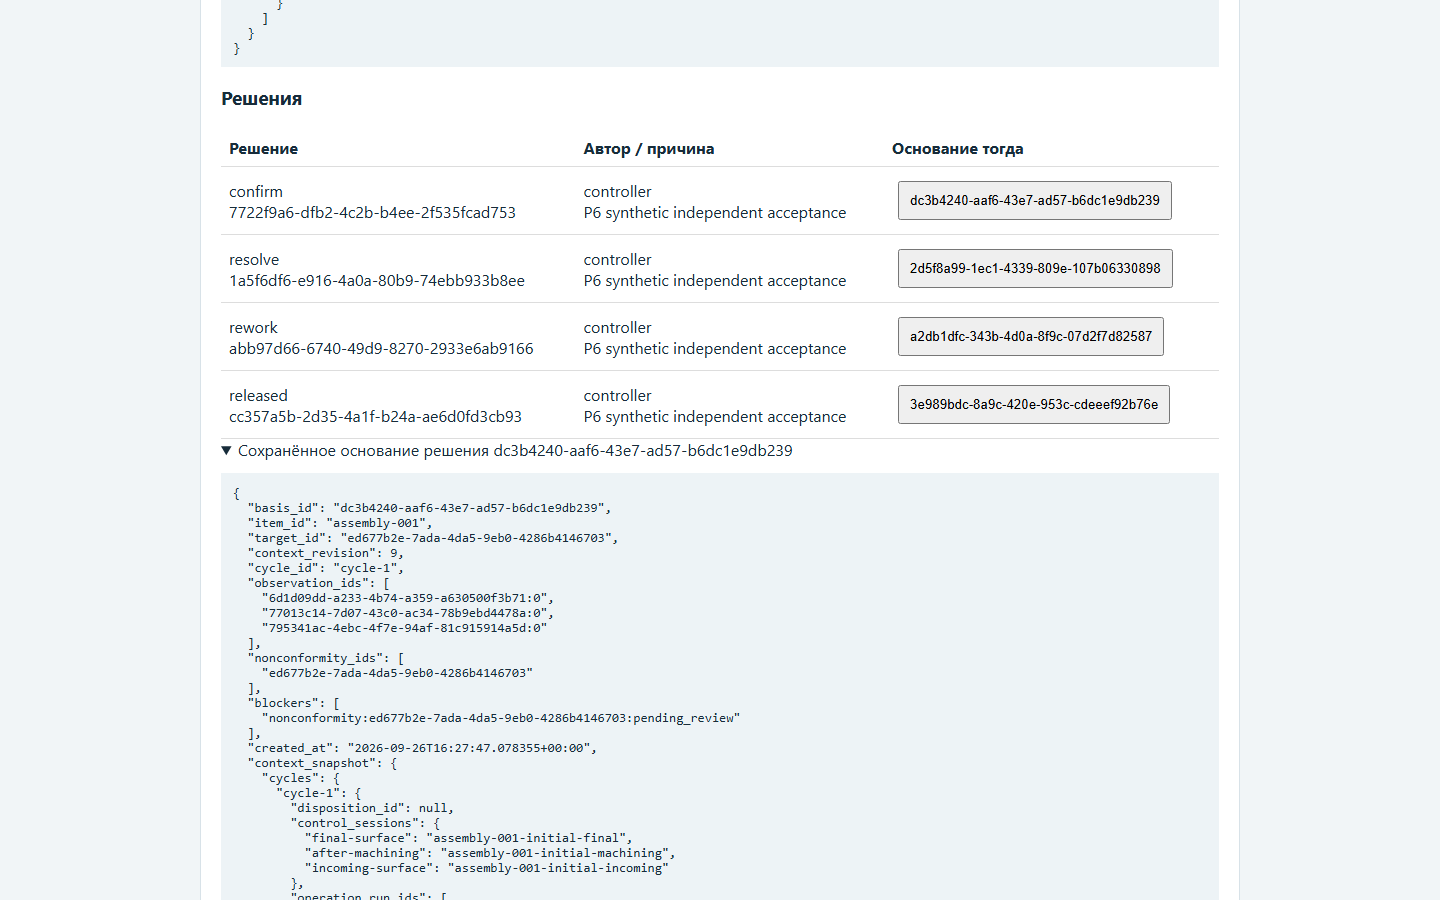 }
]
}
}
Решения
Решение Автор / причина Основание тогда
confirm controller
7722f9a6-dfb2-4c2b-b4ee-2f535fcad753 P6 synthetic independent acceptance dc3b4240-aaf6-43e7-ad57-b6dc1e9db239
resolve controller
1a5f6df6-e916-4a0a-80b9-74ebb933b8ee P6 synthetic independent acceptance 2d5f8a99-1ec1-4339-809e-107b06330898
rework controller
abb97d66-6740-49d9-8270-2933e6ab9166 P6 synthetic independent acceptance a2db1dfc-343b-4d0a-8f9c-07d2f7d82587
released controller
cc357a5b-2d35-4a1f-b24a-ae6d0fd3cb93 P6 synthetic independent acceptance 3e989bdc-8a9c-420e-953c-cdeeef92b76e
▼ Сохранённое основание решения dc3b4240-aaf6-43e7-ad57-b6dc1e9db239
{
"basis_id": "dc3b4240-aaf6-43e7-ad57-b6dc1e9db239",
"item_id": "assembly-001",
"target_id": "ed677b2e-7ada-4da5-9eb0-4286b4146703",
"context_revision": 9,
"cycle_id": "cycle-1",
"observation_ids": [
"6d1d09dd-a233-4b74-a359-a630500f3b71:0",
"77013c14-7d07-43c0-ac34-78b9ebd4478a:0",
"795341ac-4ebc-4f7e-94af-81c915914a5d:0"
],
"nonconformity_ids": [
"ed677b2e-7ada-4da5-9eb0-4286b4146703"
],
"blockers": [
"nonconformity:ed677b2e-7ada-4da5-9eb0-4286b4146703:pending_review"
],
"created_at": "2026-09-26T16:27:47.078355+00:00",
"context_snapshot": {
"cycles": {
"cycle-1": {
"disposition_id": null,
"control_sessions": {
"final-surface": "assembly-001-initial-final",
"after-machining": "assembly-001-initial-machining",
"incoming-surface": "assembly-001-initial-incoming"
},
"operation_run_ids": [